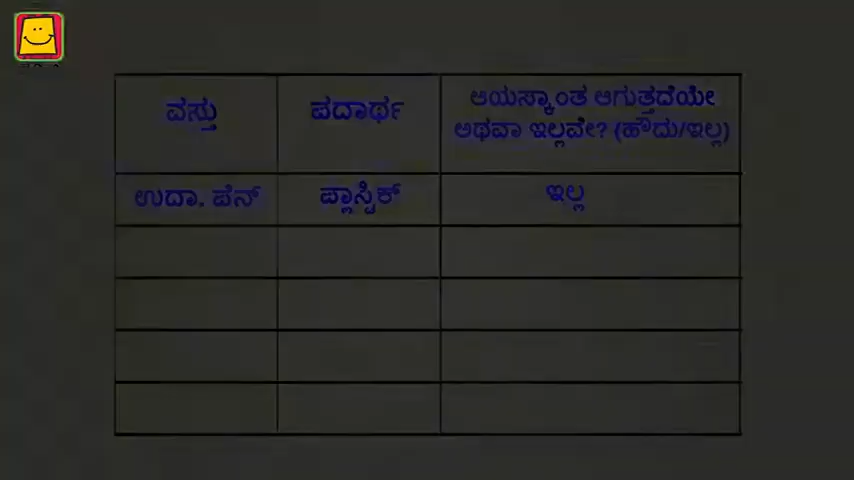 ವಸ್ತು
ಪದಾರ್ಥ
ಆಯಸ್ಕಾಂತ ಆಗುತ್ತದೆಯೇ
ಅಥವಾ ಇಲ್ಲವೇ? (ಹೌದು/ಇಲ್ಲ)
ಉದಾ. ಪೆನ್
ಪ್ಲಾಸ್ಟಿಕ್
ಇಲ್ಲ